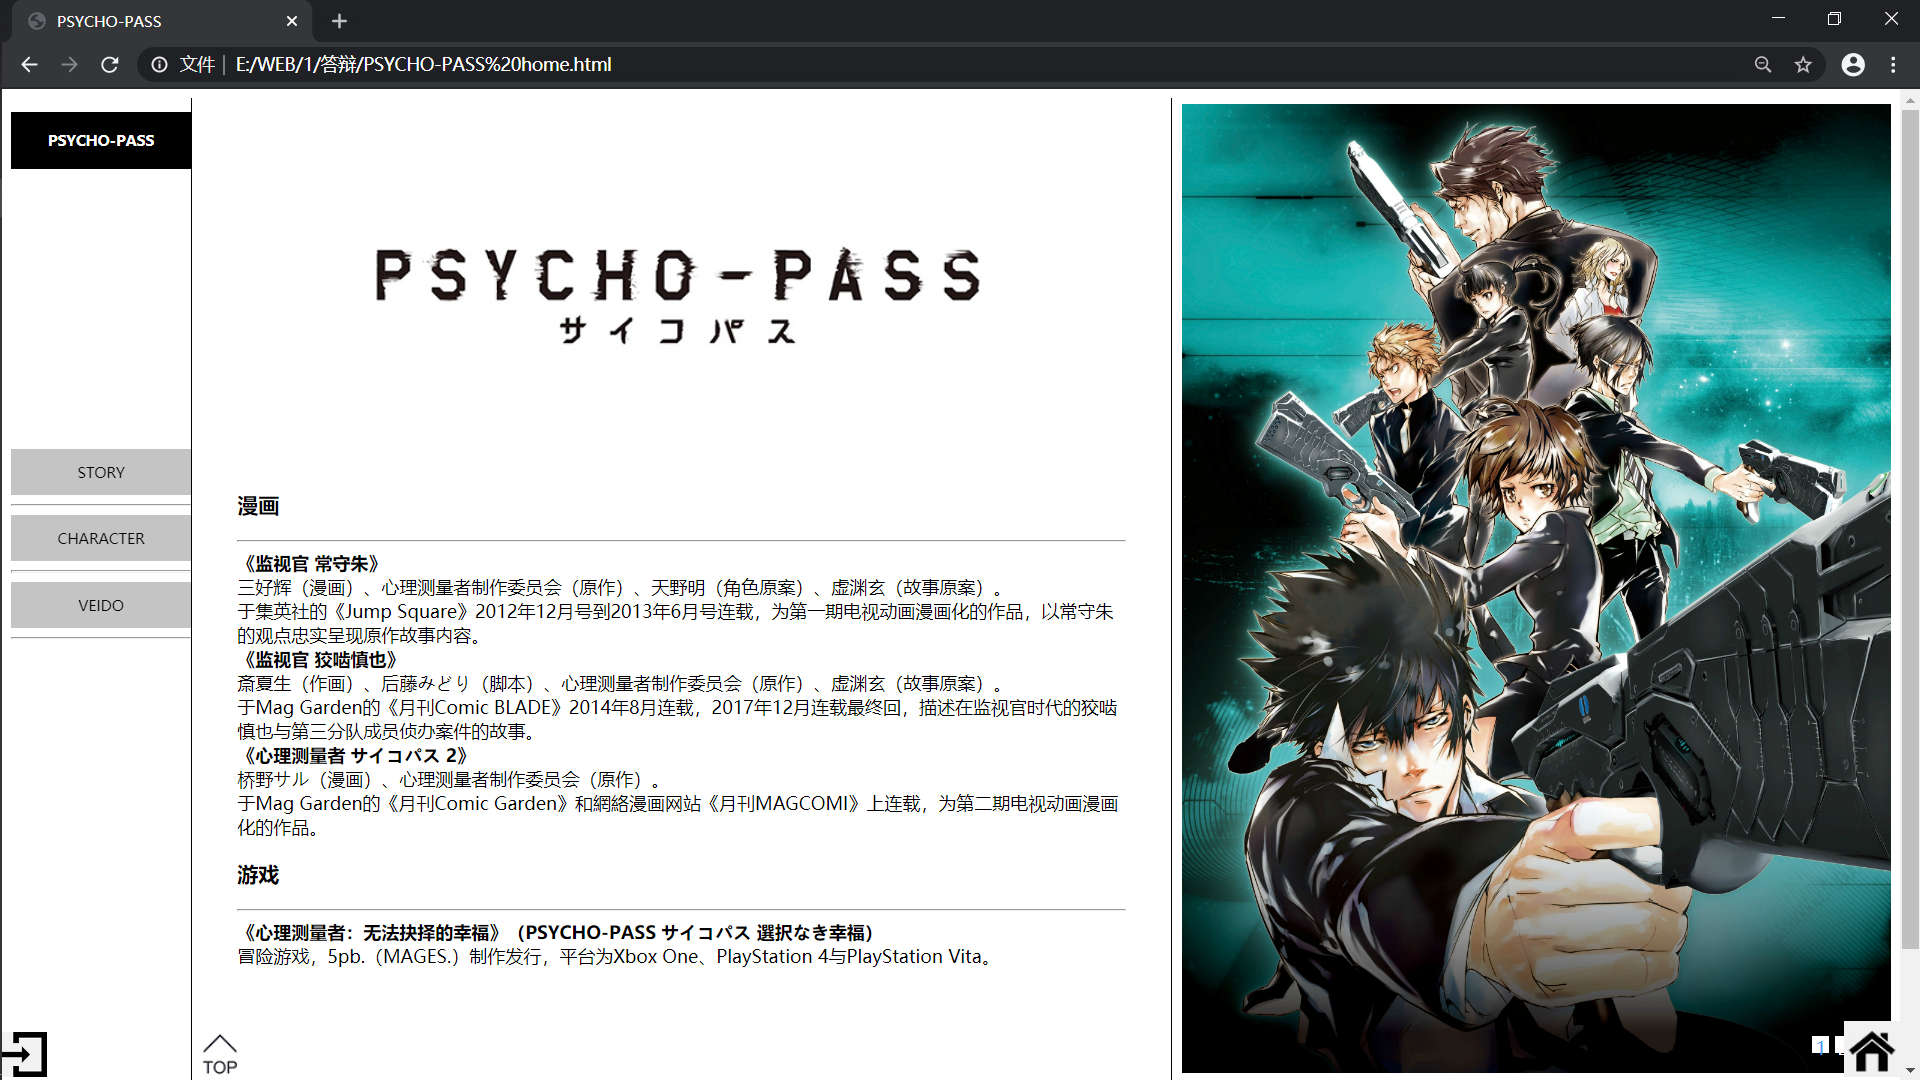 PSYCHO-PASS
文件
E:/WEB/1/答辩/PSYCHO-PASS%20home.html
PSYCHO-PASS
STORY
CHARACTER
VEIDO
PSYCHO-PASS
サイコパス
漫画
《监视官 常守朱》
三好辉（漫画）、心理测量者制作委员会（原作）、天野明（角色原案）、虚渊玄（故事原案）。
于集英社的《Jump Square》2012年12月号到2013年6月号连载，为第一期电视动画漫画化的作品，以常守朱
的观点忠实呈现原作故事内容。
《监视官 狡啮慎也》
斎夏生（作画）、后藤みどり（脚本）、心理测量者制作委员会（原作）、虚渊玄（故事原案）。
于Mag Garden的《月刊Comic BLADE》2014年8月连载，2017年12月连载最终回，描述在监视官时代的狡啮
慎也与第三分队成员侦办案件的故事。
《心理测量者 サイコパス 2》
桥野サル（漫画）、心理测量者制作委员会（原作）。
于Mag Garden的《月刊Comic Garden》和網絡漫画网站《月刊MAGCOMI》上连载，为第二期电视动画漫画
化的作品。
游戏
《心理测量者：无法抉择的幸福》（PSYCHO-PASS サイコパス 選択なき幸福）
冒险游戏，5pb.（MAGES.）制作发行，平台为Xbox One、PlayStation 4与PlayStation Vita。
TOP
1